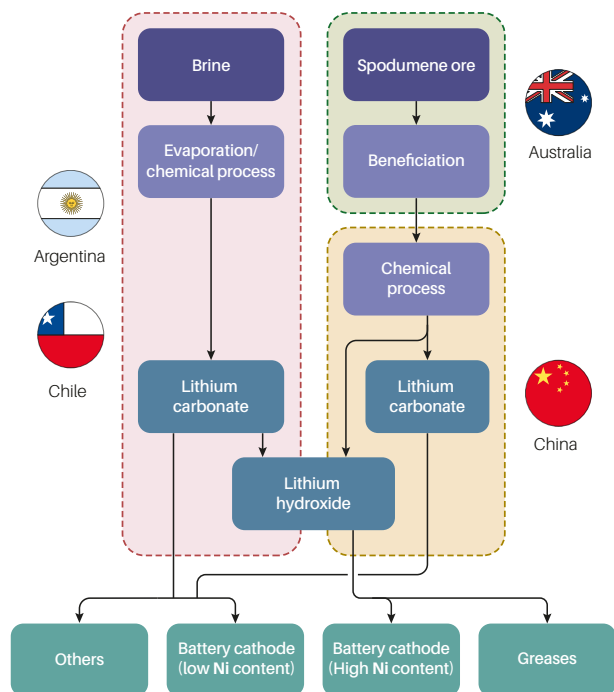 Brine
Spodumene ore
Australia
Evaporation/
chemical process
Beneficiation
Argentina
Chemical
process
Chile
Lithium
carbonate
Lithium
carbonate
China
Lithium
hydroxide
Others
Battery cathode
(low Ni content)
Battery cathode
(High Ni content)
Greases